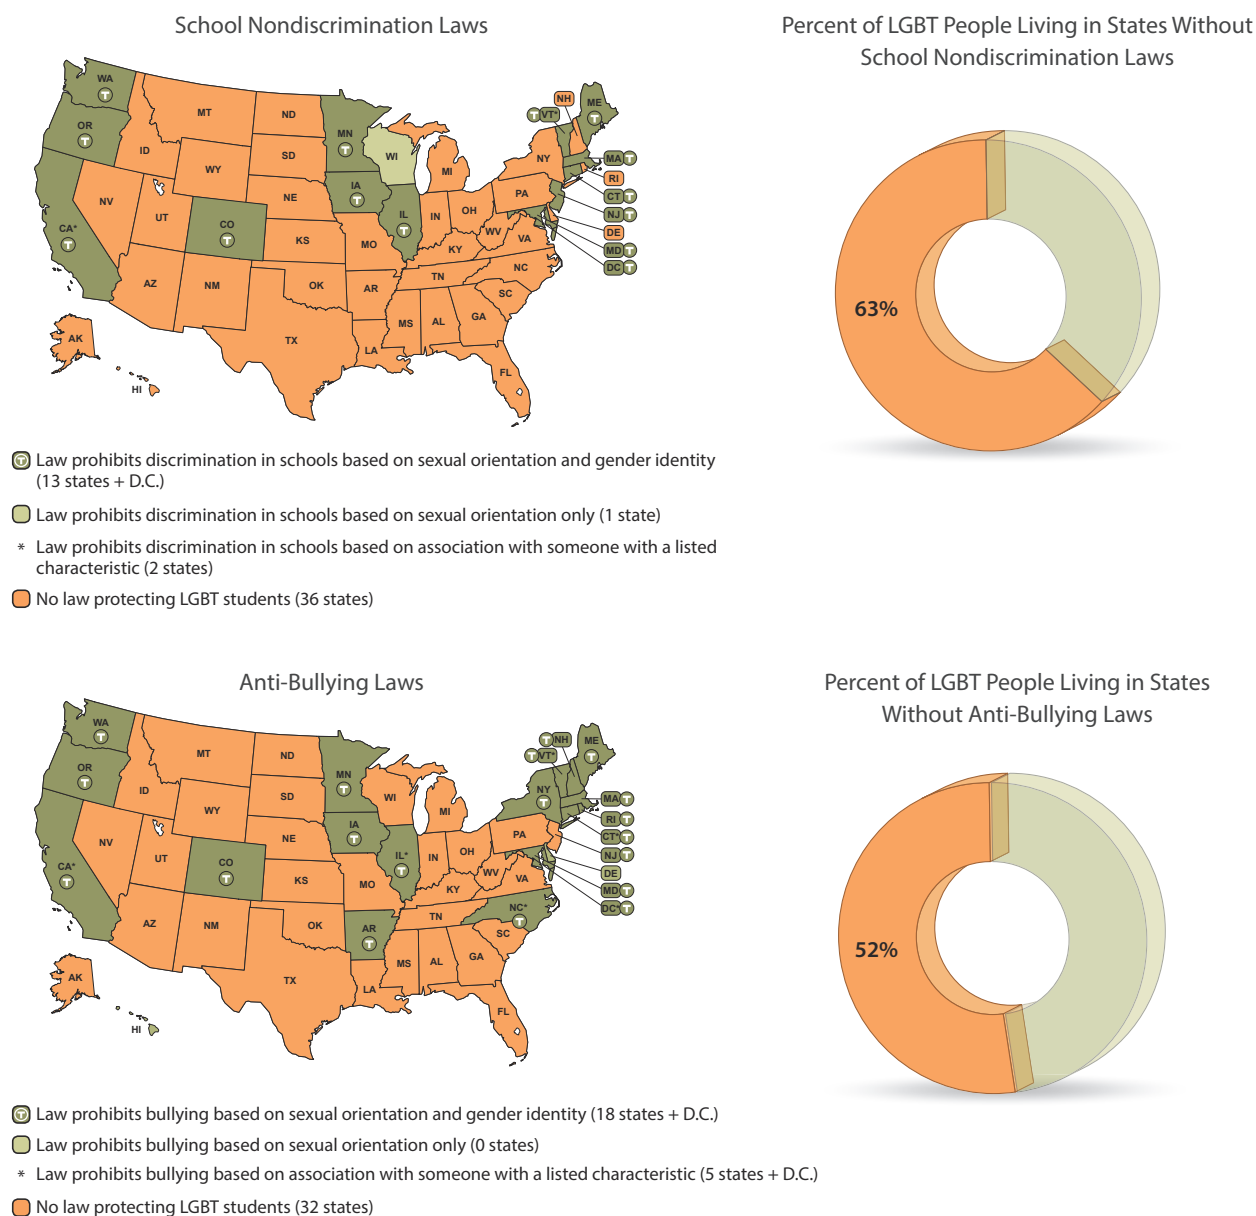 School Nondiscrimination Laws
WA
T
OR
T
CA*
T
NV
ID
MT
WY
UT
AZ
CO
T
NM
ND
SD
NE
KS
OK
TX
MN
T
IA
T
MO
AR
LA
WI
IL
T
MI
IN
OH
KY
TN
MS
AL
GA
FL
SC
NC
VA
WV
PA
NY
T VT*
NH
ME
T
MA T
RI
CT T
NJ T
DE
MD T
DC T
AK
HI
T Law prohibits discrimination in schools based on sexual orientation and gender identity
(13 states + D.C.)
Law prohibits discrimination in schools based on sexual orientation only (1 state)
* Law prohibits discrimination in schools based on association with someone with a listed
characteristic (2 states)
No law protecting LGBT students (36 states)
Percent of LGBT People Living in States Without
School Nondiscrimination Laws
63%
Anti-Bullying Laws
WA
T
OR
T
CA*
T
NV
ID
MT
WY
UT
AZ
CO
T
NM
ND
SD
NE
KS
OK
TX
MN
T
IA
T
MO
AR
T
LA
WI
IL*
T
MI
IN
OH
KY
TN
MS
AL
GA
FL
SC
NC*
T
VA
WV
PA
NY
T
T VT*
T NH
ME
T
MA T
RI T
CT* T
NJ T
DE
MD T
DC* T
AK
HI
T Law prohibits bullying based on sexual orientation and gender identity (18 states + D.C.)
Law prohibits bullying based on sexual orientation only (0 states)
* Law prohibits bullying based on association with someone with a listed characteristic (5 states + D.C.)
No law protecting LGBT students (32 states)
Percent of LGBT People Living in States
Without Anti-Bullying Laws
52%